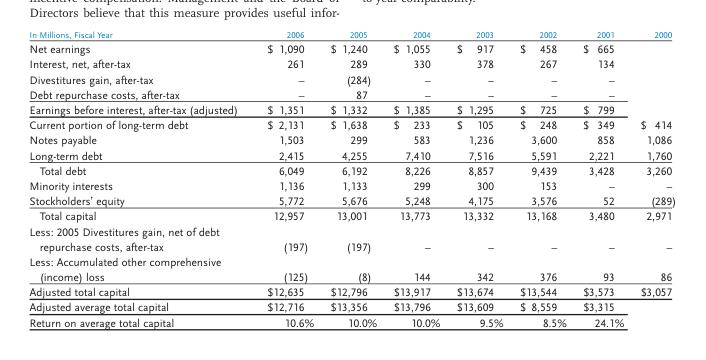 Directors believe that this measure provides useful infor-
In Millions, Fiscal Year 2006 2005 2004 2003 2002 2001 2000
Net earnings $ 1,090 $ 1,240 $ 1,055 $ 917 $ 458 $ 665
Interest, net, after-tax 261 289 330 378 267 134
Divestitures gain, after-tax – (284) – – – –
Debt repurchase costs, after-tax – 87 – – – –
Earnings before interest, after-tax (adjusted) $ 1,351 $ 1,332 $ 1,385 $ 1,295 $ 725 $ 799
Current portion of long-term debt $ 2,131 $ 1,638 $ 233 $ 105 $ 248 $ 349 $ 414
Notes payable 1,503 299 583 1,236 3,600 858 1,086
Long-term debt 2,415 4,255 7,410 7,516 5,591 2,221 1,760
Total debt 6,049 6,192 8,226 8,857 9,439 3,428 3,260
Minority interests 1,136 1,133 299 300 153 – –
Stockholders' equity 5,772 5,676 5,248 4,175 3,576 52 (289)
Total capital 12,957 13,001 13,773 13,332 13,168 3,480 2,971
Less: 2005 Divestitures gain, net of debt
repurchase costs, after-tax (197) (197) – – – – –
Less: Accumulated other comprehensive
(income) loss (125) (8) 144 342 376 93 86
Adjusted total capital $12,635 $12,796 $13,917 $13,674 $13,544 $3,573 $3,057
Adjusted average total capital $12,716 $13,356 $13,796 $13,609 $ 8,559 $3,315
Return on average total capital 10.6% 10.0% 10.0% 9.5% 8.5% 24.1%